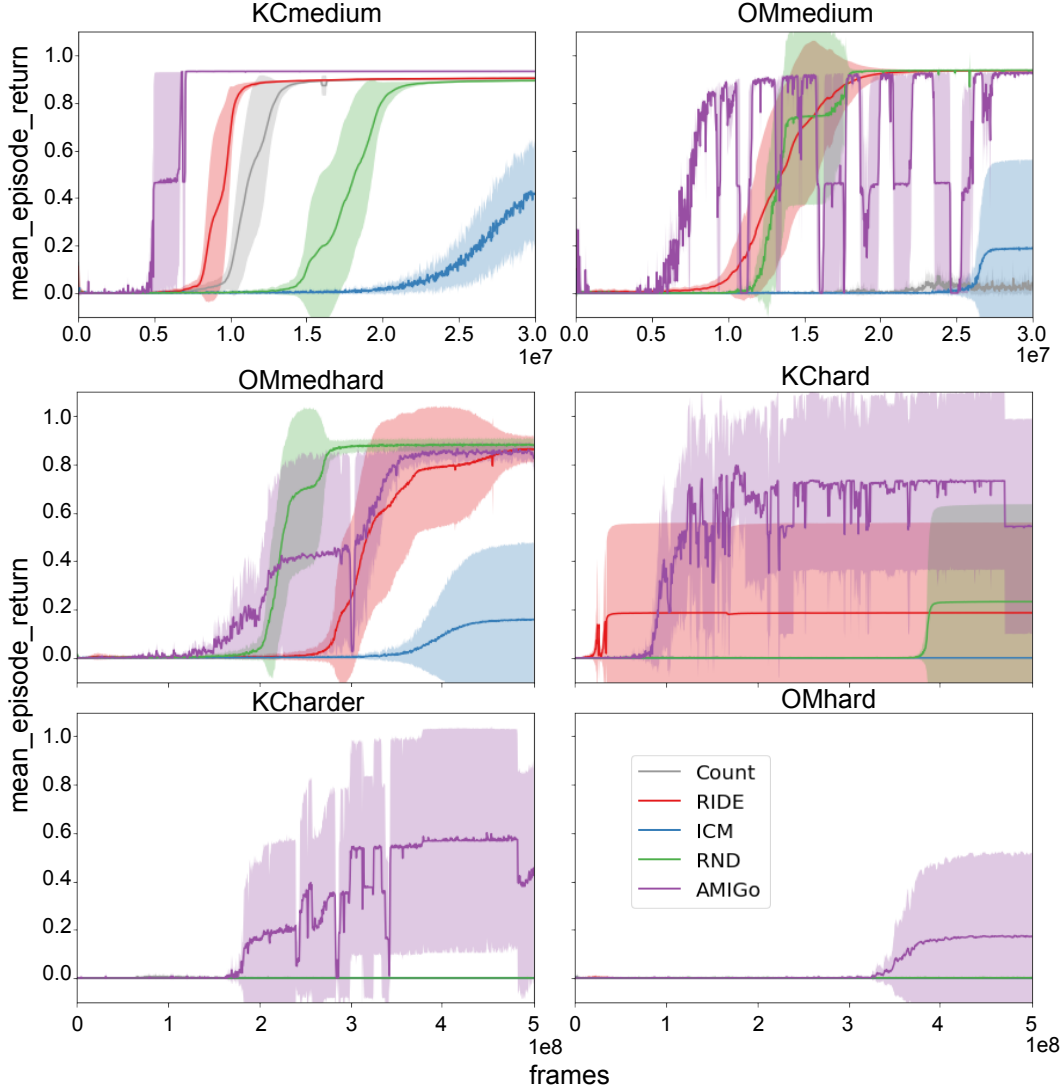 KCmedium
OMmedium
mean_episode_return
1.0
0.8
0.6
0.4
0.2
0.0
0.0 0.5 1.0 1.5 2.0 2.5 3.0
1e7
0.0 0.5 1.0 1.5 2.0 2.5 3.0
1e7
OMmedhard
KChard
mean_episode_return
1.0
0.8
0.6
0.4
0.2
0.0
KCharder
OMhard
1.0
0.8
0.6
0.4
0.2
0.0
Count
RIDE
ICM
RND
AMIGo
0 1 2 3 4 5
1e8
0 1 2 3 4 5
1e8
frames